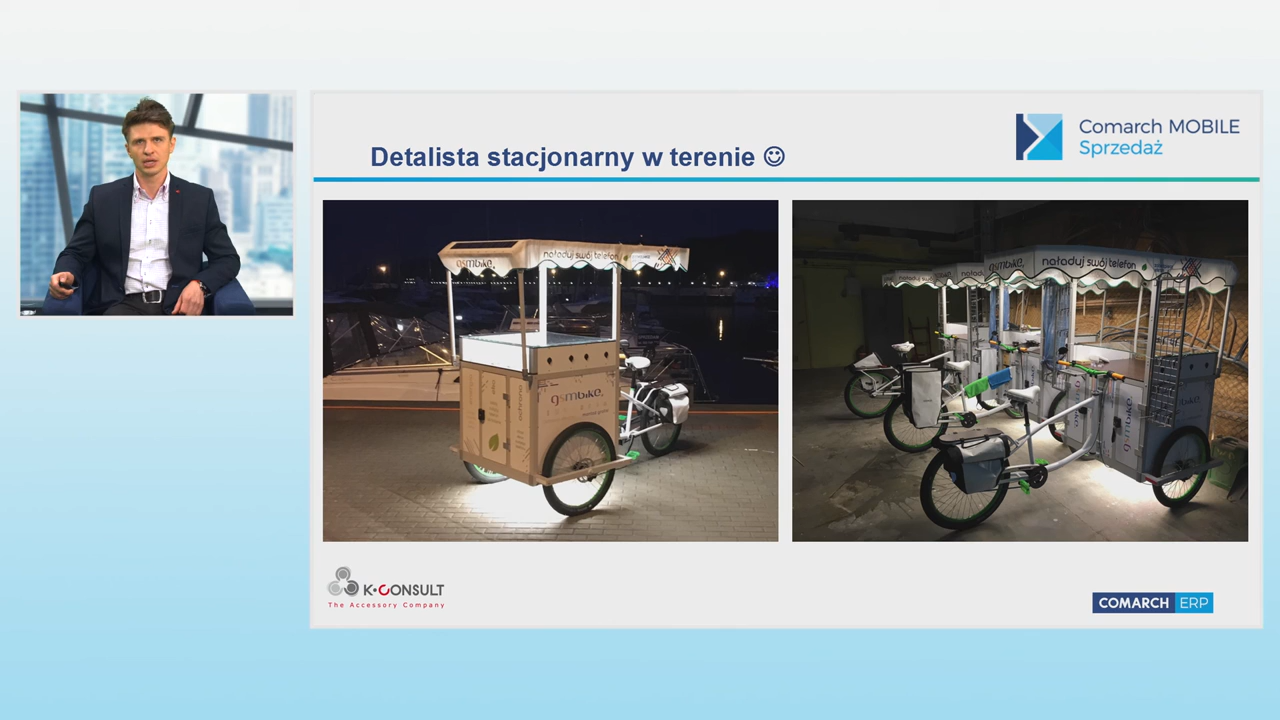 Detalista stacjonarny w terenie ☺
Comarch MOBILE
Sprzedaż
gsmbike.
naładuj swój telefon
gsmbike.
gsmbike.
naładuj swój telefon
gsmbike.
K·CONSULT
The Accessory Company
COMARCH ERP